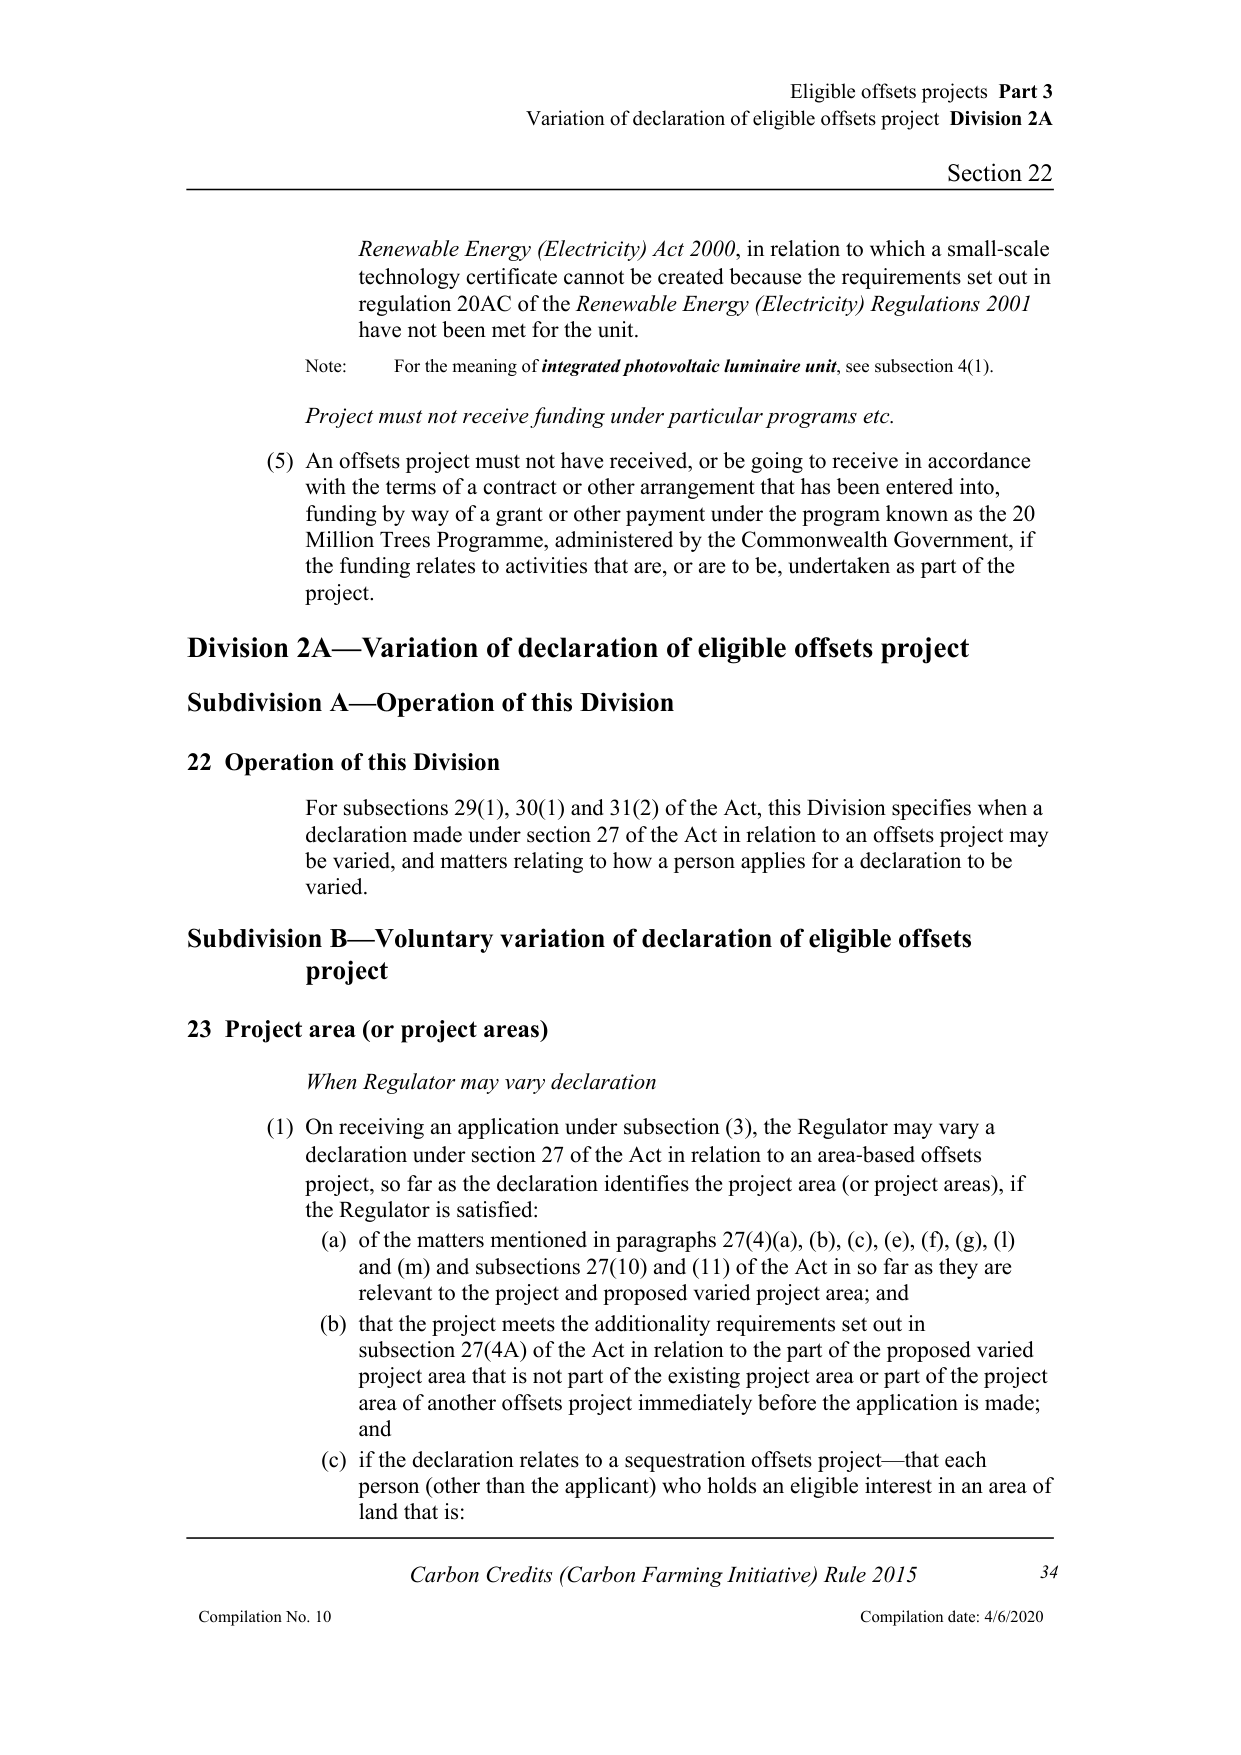 Eligible offsets projects  Part 3
Variation of declaration of eligible offsets project  Division 2A
Section 22
Renewable Energy (Electricity) Act 2000, in relation to which a small-scale
technology certificate cannot be created because the requirements set out in
regulation 20AC of the Renewable Energy (Electricity) Regulations 2001
have not been met for the unit.
Note: For the meaning of integrated photovoltaic luminaire unit, see subsection 4(1).
Project must not receive funding under particular programs etc.
(5) An offsets project must not have received, or be going to receive in accordance
with the terms of a contract or other arrangement that has been entered into,
funding by way of a grant or other payment under the program known as the 20
Million Trees Programme, administered by the Commonwealth Government, if
the funding relates to activities that are, or are to be, undertaken as part of the
project.
Division 2A—Variation of declaration of eligible offsets project
Subdivision A—Operation of this Division
22  Operation of this Division
For subsections 29(1), 30(1) and 31(2) of the Act, this Division specifies when a
declaration made under section 27 of the Act in relation to an offsets project may
be varied, and matters relating to how a person applies for a declaration to be
varied.
Subdivision B—Voluntary variation of declaration of eligible offsets
project
23  Project area (or project areas)
When Regulator may vary declaration
(1) On receiving an application under subsection (3), the Regulator may vary a
declaration under section 27 of the Act in relation to an area-based offsets
project, so far as the declaration identifies the project area (or project areas), if
the Regulator is satisfied:
(a) of the matters mentioned in paragraphs 27(4)(a), (b), (c), (e), (f), (g), (l)
and (m) and subsections 27(10) and (11) of the Act in so far as they are
relevant to the project and proposed varied project area; and
(b) that the project meets the additionality requirements set out in
subsection 27(4A) of the Act in relation to the part of the proposed varied
project area that is not part of the existing project area or part of the project
area of another offsets project immediately before the application is made;
and
(c) if the declaration relates to a sequestration offsets project—that each
person (other than the applicant) who holds an eligible interest in an area of
land that is:
Carbon Credits (Carbon Farming Initiative) Rule 2015 34
Compilation No. 10 Compilation date: 4/6/2020